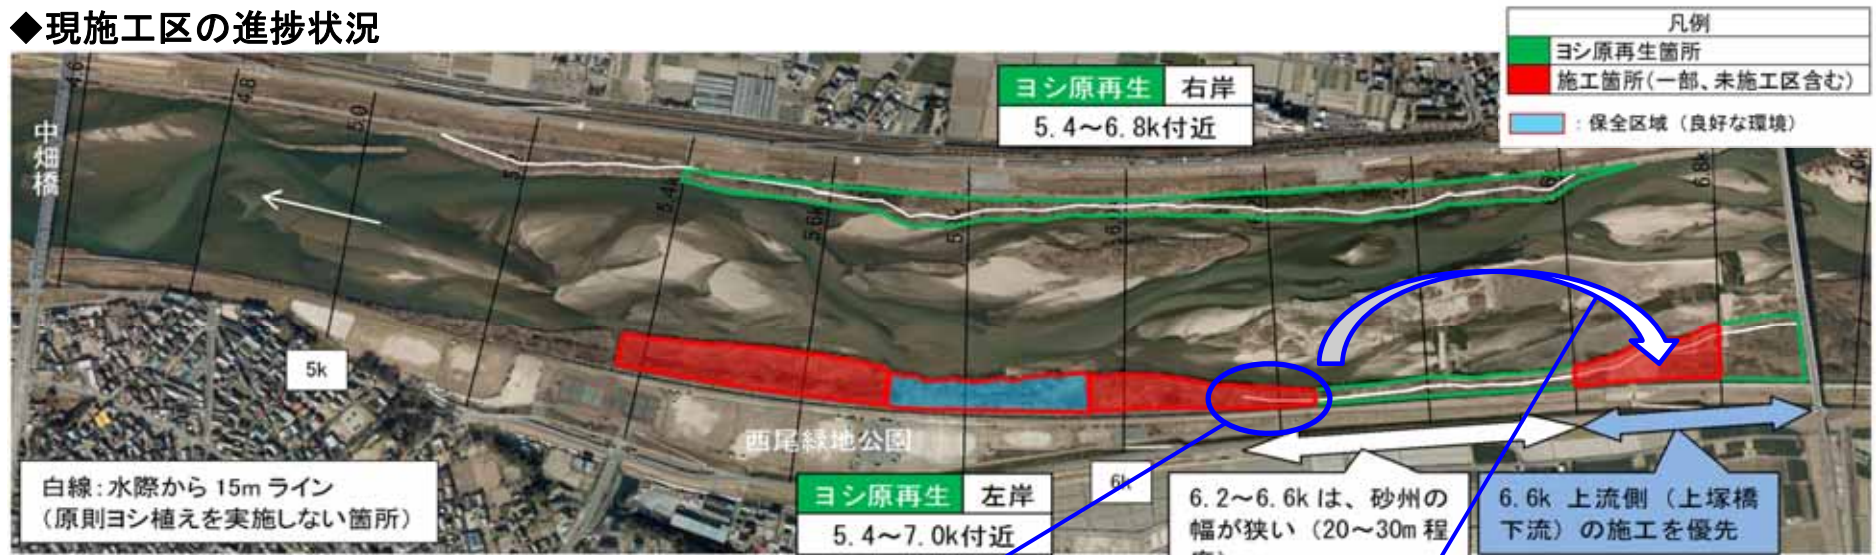 ◆現施工区の進捗状況
凡例
ヨシ原再生箇所
施工箇所(一部、未施工区含む)
:保全区域(良好な環境)
ヨシ原再生 右岸
5.4~6.8k付近
中畑橋
4.6
4.8
5.0
5.6k
6.8k
7.0k
5k
西尾緑地公園
6k
白線:水際から15mライン
(原則ヨシ植えを実施しない箇所)
ヨシ原再生 左岸
5.4~7.0k付近
6.2~6.6kは、砂州の
幅が狭い(20~30m程
6.6k 上流側(上塚橋
下流)の施工を優先